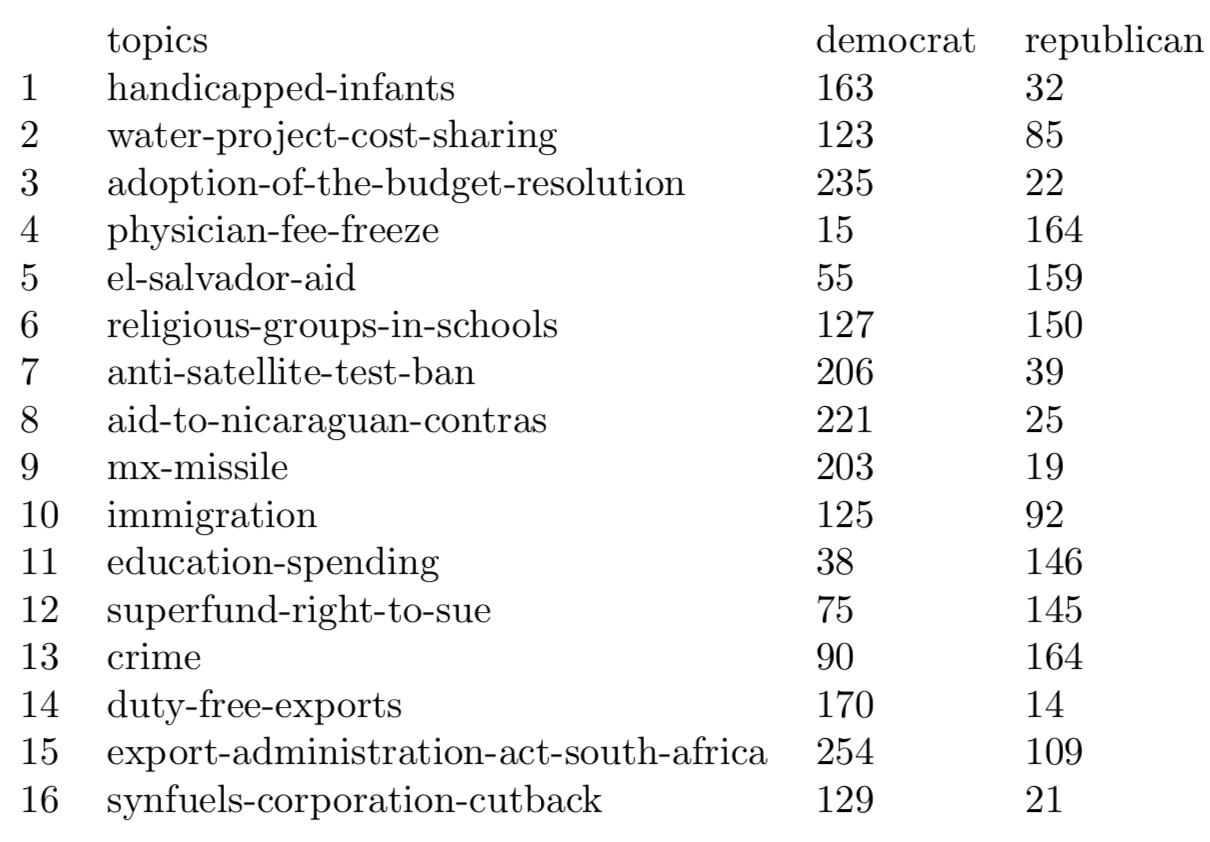 topics democrat republican
1 handicapped-infants 163 32
2 water-project-cost-sharing 123 85
3 adoption-of-the-budget-resolution 235 22
4 physician-fee-freeze 15 164
5 el-salvador-aid 55 159
6 religious-groups-in-schools 127 150
7 anti-satellite-test-ban 206 39
8 aid-to-nicaraguan-contras 221 25
9 mx-missile 203 19
10 immigration 125 92
11 education-spending 38 146
12 superfund-right-to-sue 75 145
13 crime 90 164
14 duty-free-exports 170 14
15 export-administration-act-south-africa 254 109
16 synfuels-corporation-cutback 129 21